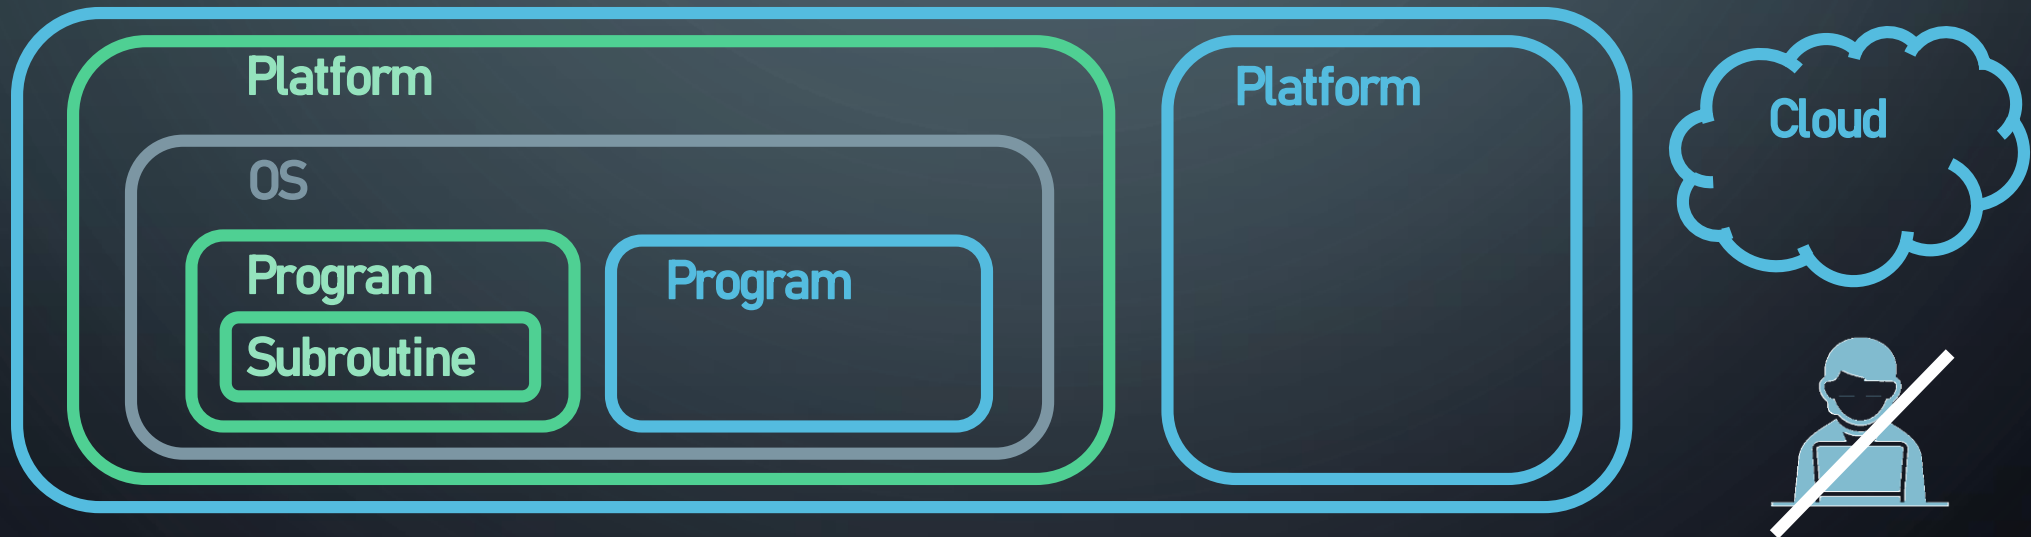 Platform
OS
Program
Subroutine
Program
Platform
Cloud